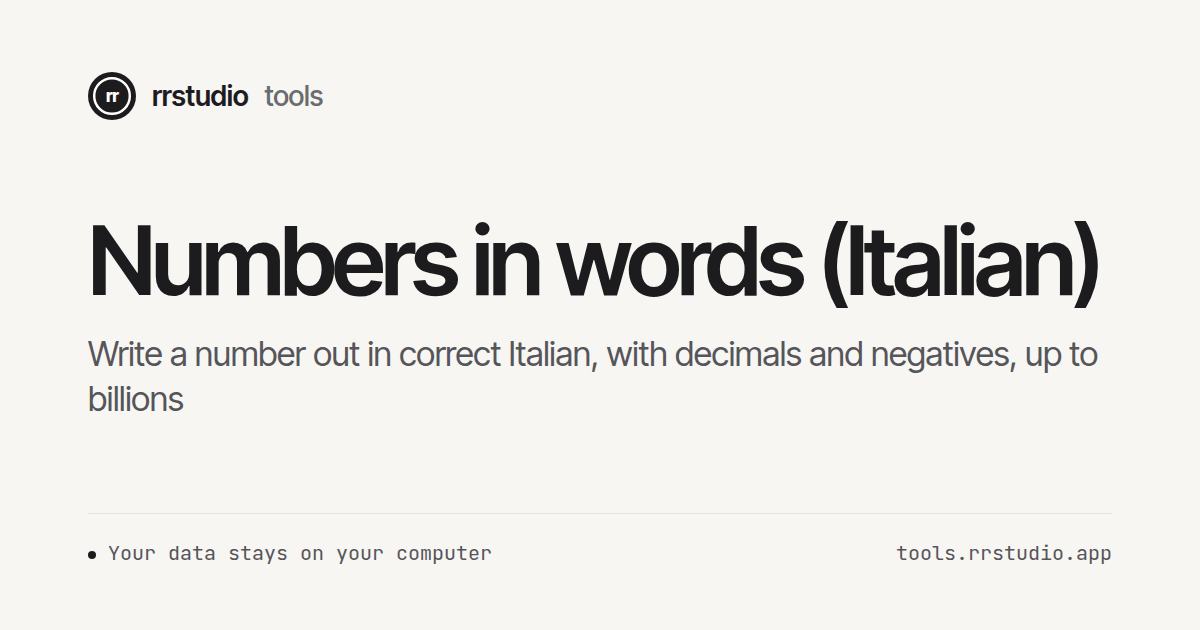 rr rrstudio tools
Numbers in words (Italian)
Write a number out in correct Italian, with decimals and negatives, up to
billions
Your data stays on your computer
tools.rrstudio.app